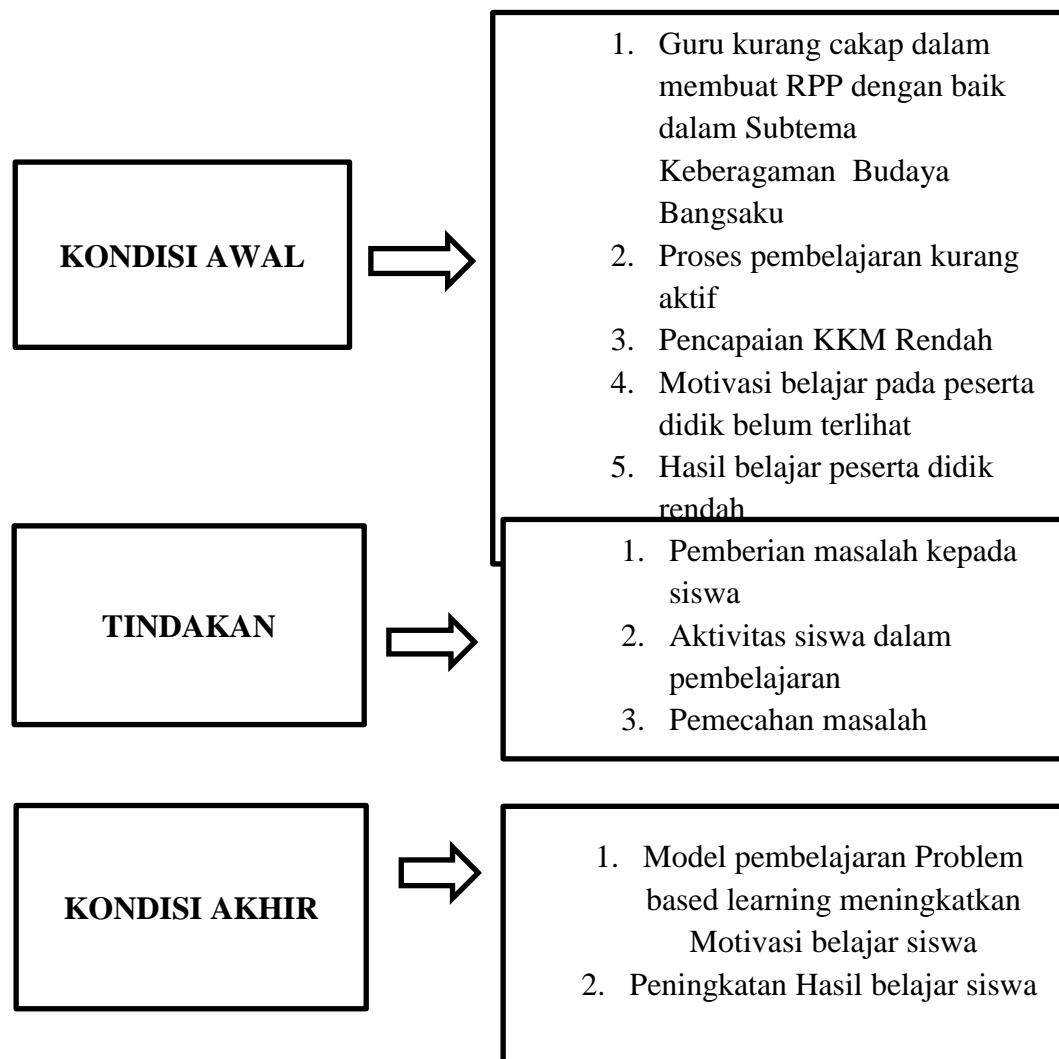 KONDISI AWAL
1. Guru kurang cakap dalam
membuat RPP dengan baik
dalam Subtema
Keberagaman Budaya
Bangsaku
2. Proses pembelajaran kurang
aktif
3. Pencapaian KKM Rendah
4. Motivasi belajar pada peserta
didik belum terlihat
5. Hasil belajar peserta didik
rendah
TINDAKAN
1. Pemberian masalah kepada
siswa
2. Aktivitas siswa dalam
pembelajaran
3. Pemecahan masalah
KONDISI AKHIR
1. Model pembelajaran Problem
based learning meningkatkan
Motivasi belajar siswa
2. Peningkatan Hasil belajar siswa